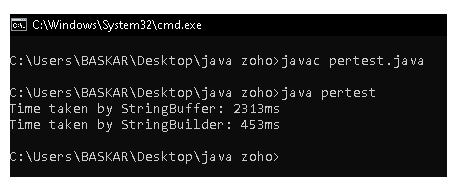 C:\Windows\System32\cmd.exe
C:\Users\BASKAR\Desktop\java zoho>javac pertest.java
C:\Users\BASKAR\Desktop\java zoho>java pertest
Time taken by StringBuffer: 2313ms
Time taken by StringBuilder: 453ms
C:\Users\BASKAR\Desktop\java zoho>